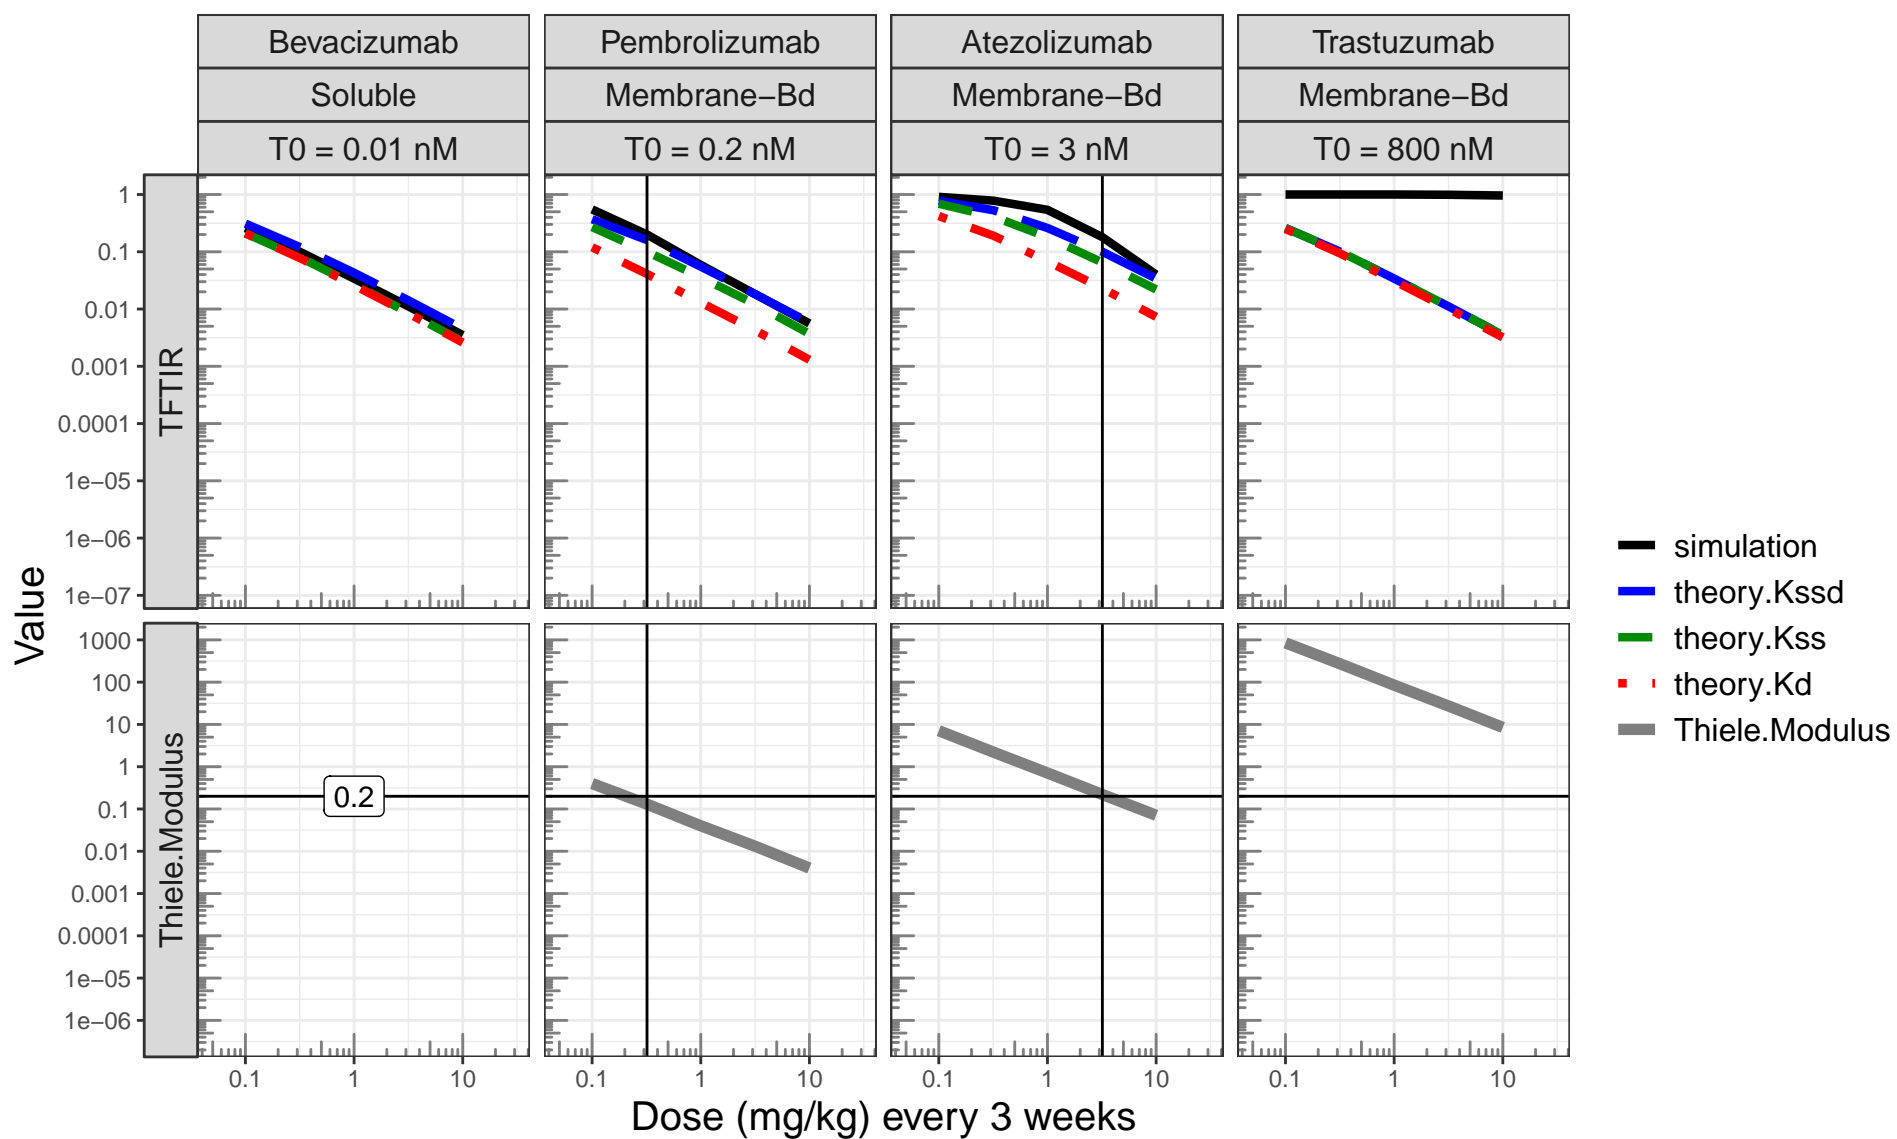 Bevacizumab
Pembrolizumab
Atezolizumab
Trastuzumab
Soluble
Membrane−Bd
Membrane−Bd
Membrane−Bd
T0 = 0.01 nM
T0 = 0.2 nM
T0 = 3 nM
T0 = 800 nM
TFTIR
1
0.1
0.01
0.001
0.0001
1e−05
1e−06
1e−07
Value
Thiele.Modulus
1000
100
10
1
0.1
0.01
0.001
0.0001
1e−05
1e−06
0.2
0.1 1 10
0.1 1 10
0.1 1 10
0.1 1 10
Dose (mg/kg) every 3 weeks
simulation
theory.Kssd
theory.Kss
theory.Kd
Thiele.Modulus